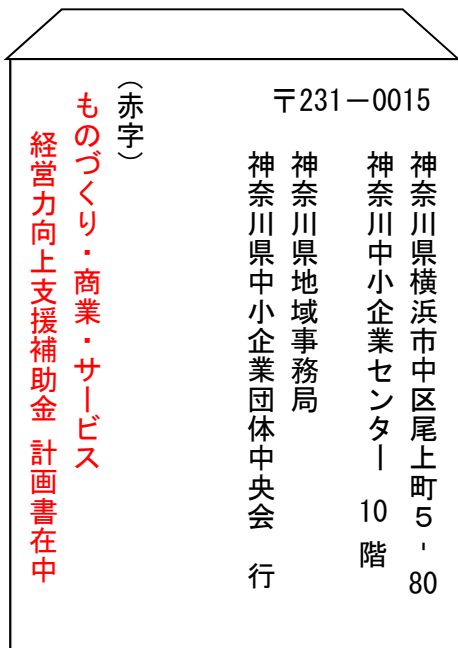 〒231－0015
神奈川県横浜市中区尾上町５-80
神奈川中小企業センター 10 階
神奈川県地域事務局
神奈川県中小企業団体中央会　行
（赤字）
ものづくり・商業・サービス
経営力向上支援補助金 計画書在中